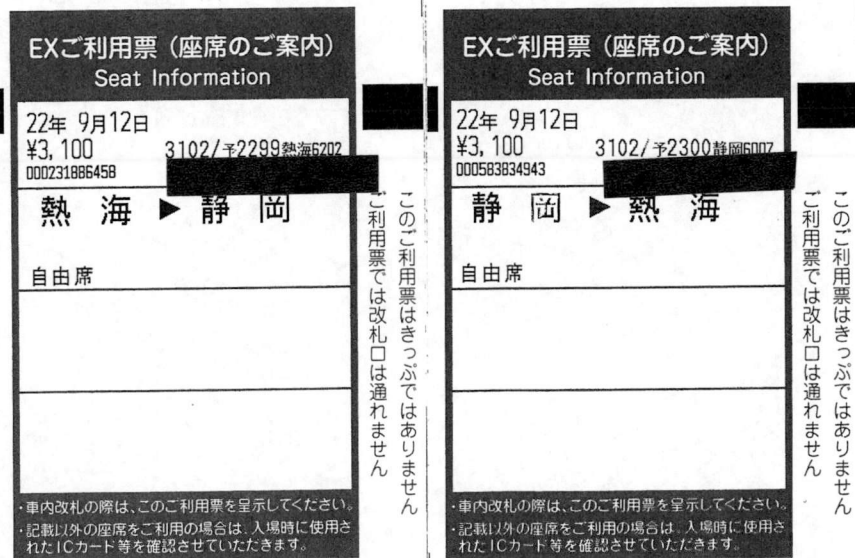 EXご利用票（座席のご案内）
Seat Information
22年 9月12日
¥3,100 3102/予2299熱海6202
000231886458
熱 海 ▶ 静 岡
自由席
・車内改札の際は、このご利用票を呈示してください。
・記載以外の座席をご利用の場合は、入場時に使用さ
れたICカード等を確認させていただきます。
このご利用票はきっぷではありません
ご利用票では改札口は通れません
EXご利用票（座席のご案内）
Seat Information
22年 9月12日
¥3,100 3102/予2300静岡6007
000583834943
静 岡 ▶ 熱 海
自由席
・車内改札の際は、このご利用票を呈示してください。
・記載以外の座席をご利用の場合は、入場時に使用さ
れたICカード等を確認させていただきます。
このご利用票はきっぷではありません
ご利用票では改札口は通れません